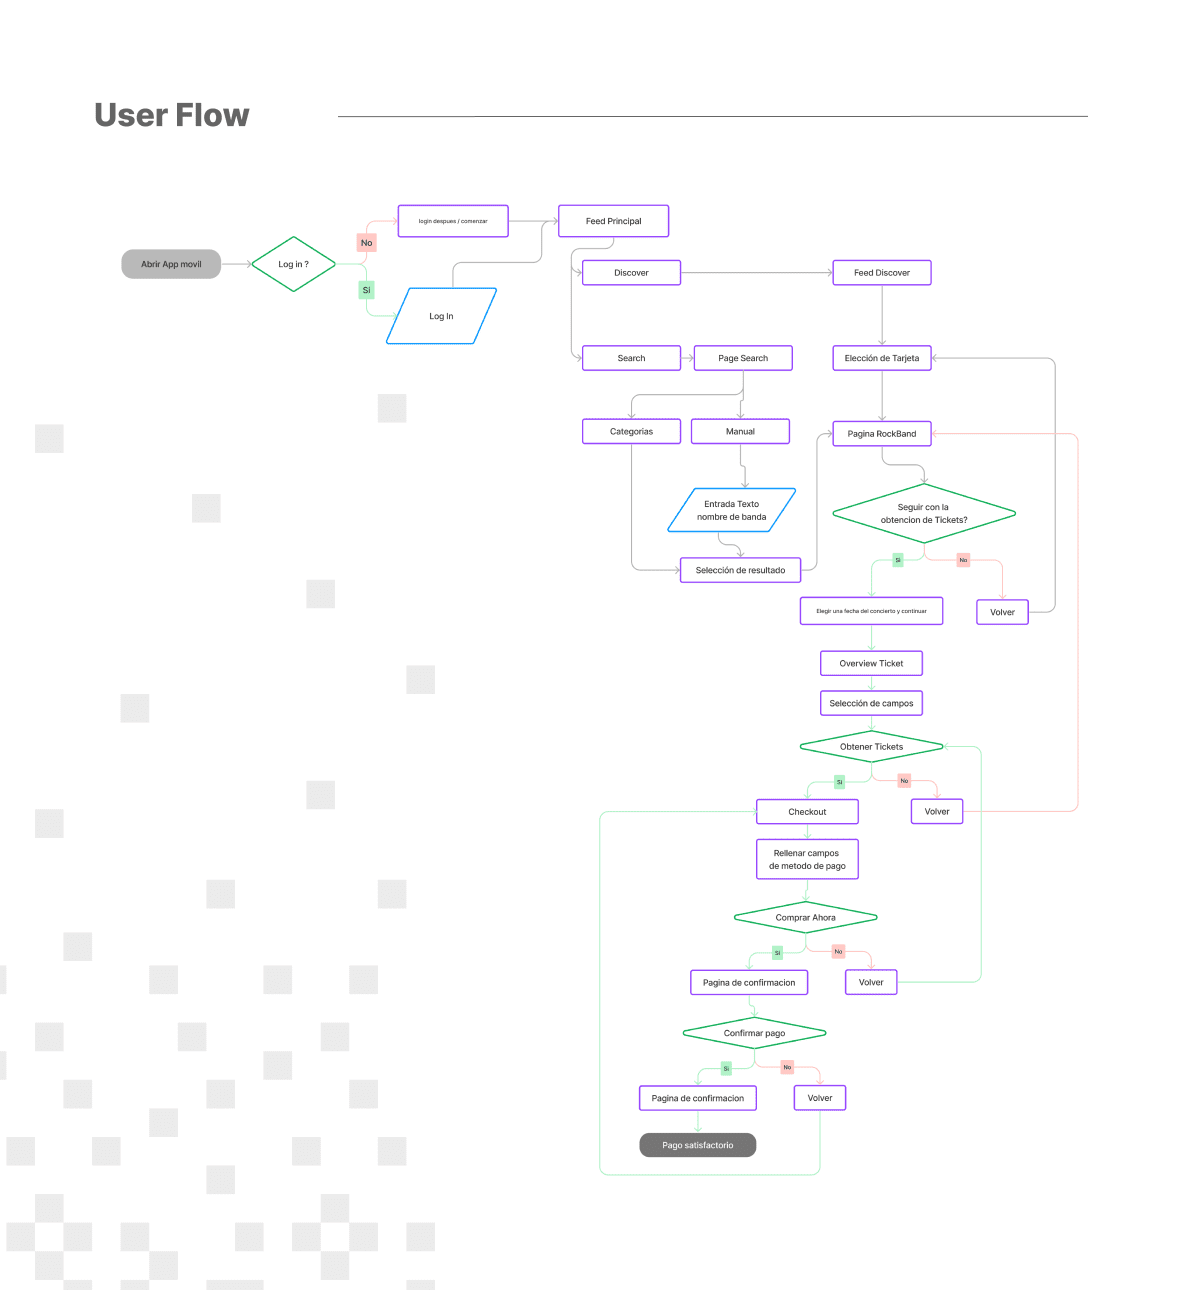 User Flow
login despues / comenzar
Feed Principal
No
Abrir App movil
Log in ?
Discover
Feed Discover
Si
Log In
Search
Page Search
Elección de Tarjeta
Categorias
Manual
Pagina RockBand
Entrada Texto
nombre de banda
Seguir con la
obtencion de Tickets?
Selección de resultado
Si
No
Elegir una fecha del concierto y continuar
Volver
Overview Ticket
Selección de campos
Obtener Tickets
Si
No
Checkout
Volver
Rellenar campos
de metodo de pago
Comprar Ahora
Si
No
Pagina de confirmacion
Volver
Confirmar pago
Si
No
Pagina de confirmacion
Volver
Pago satisfactorio